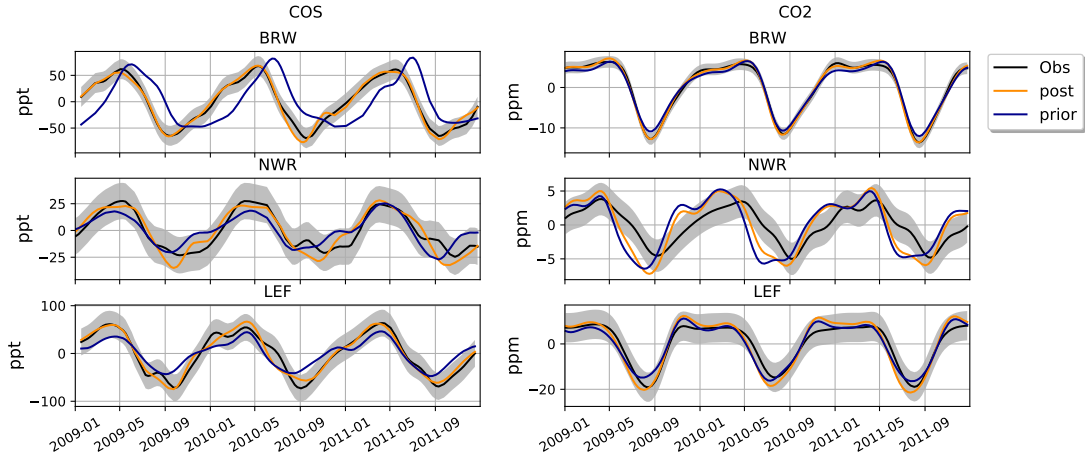 COS
CO2
BRW
BRW
ppt
50
0
−50
ppm
0
−10
Obs
post
prior
NWR
NWR
ppt
25
0
−25
ppm
5
0
−5
LEF
LEF
ppt
100
0
−100
ppm
0
−20
2009-01
2009-05
2009-09
2010-01
2010-05
2010-09
2011-01
2011-05
2011-09
2009-01
2009-05
2009-09
2010-01
2010-05
2010-09
2011-01
2011-05
2011-09